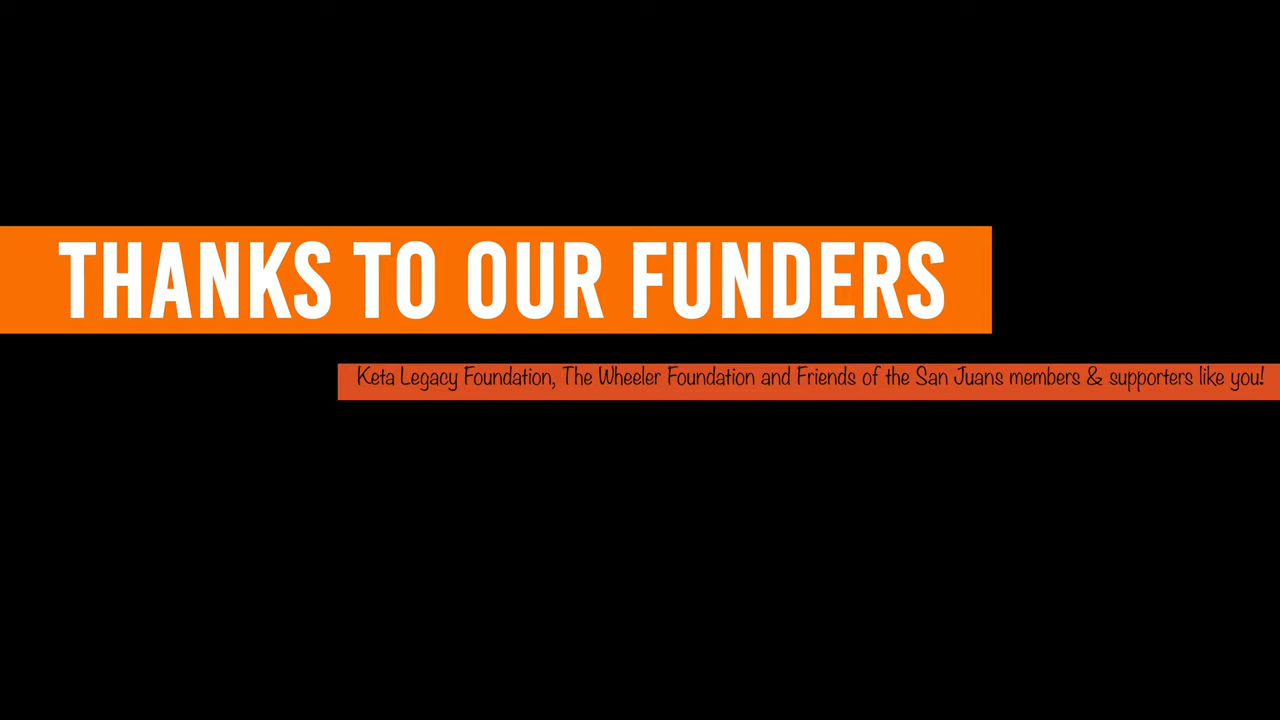 THANKS TO OUR FUNDERS
Keta Legacy Foundation, The Wheeler Foundation and Friends of the San Juans members & supporters like you!